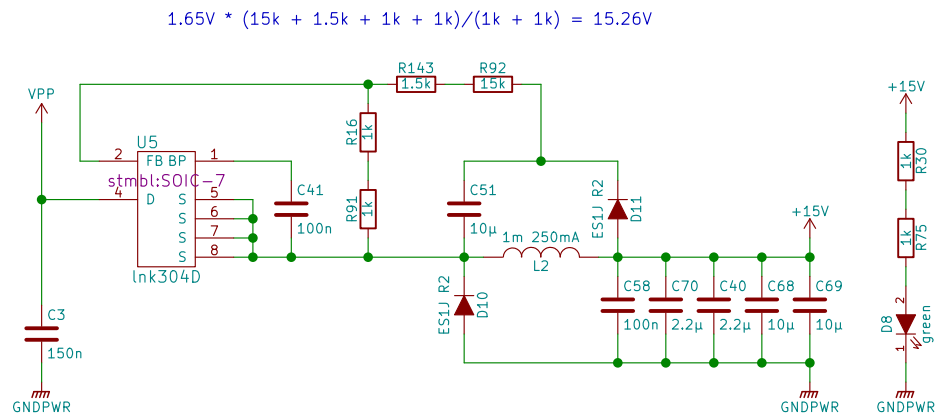 1.65V * (15k + 1.5k + 1k + 1k)/(1k + 1k) = 15.26V
R143
1.5k
R92
15k
VPP
+15V
R16
1k
U5
2
FB
BP
1
stmbl:SOIC-7
4
D
S
5
S
6
S
7
S
8
lnk304D
C41
100n
R91
1k
C51
10µ
ES1J R2
D11
1k
R30
+15V
1m 250mA
L2
1k
R75
ES1J R2
D10
C58
100n
C70
2.2µ
C40
2.2µ
C68
10µ
C69
10µ
C3
150n
2
D8
green
1
GNDPWR
GNDPWR
GNDPWR